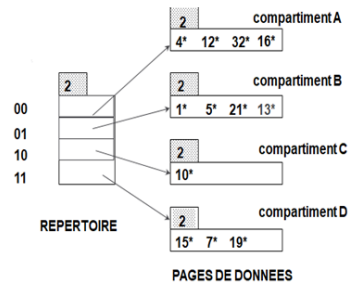 2 compartiment A
4* 12* 32* 16*
2
2 compartiment B
00
1* 5* 21* 13*
01
10
2 compartiment C
11
10*
2 compartiment D
REPERTOIRE
15* 7* 19*
PAGES DE DONNEES